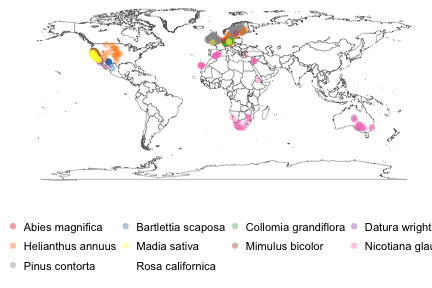 Abies magnifica Bartlettia scaposa Collomia grandiflora Datura wright
Helianthus annuus Madia sativa Mimulus bicolor Nicotiana glau
Pinus contorta Rosa californica